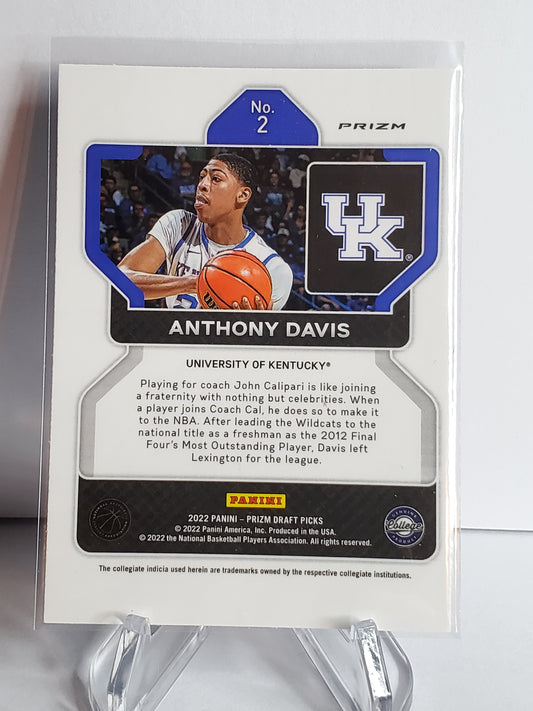 No.
2
PRIZM
UK®
ANTHONY DAVIS
UNIVERSITY OF KENTUCKY®
Playing for coach John Calipari is like joining
a fraternity with nothing but celebrities. When
a player joins Coach Cal, he does so to make it
to the NBA. After leading the Wildcats to the
national title as a freshman as the 2012 Final
Four's Most Outstanding Player, Davis left
Lexington for the league.
PANINI
2022 PANINI – PRIZM DRAFT PICKS
© 2022 Panini America, Inc. Produced in the USA.
© 2022 the National Basketball Players Association. All rights reserved.
GENUINE
College
PRODUCT
The collegiate indicia used herein are trademarks owned by the respective collegiate institutions.